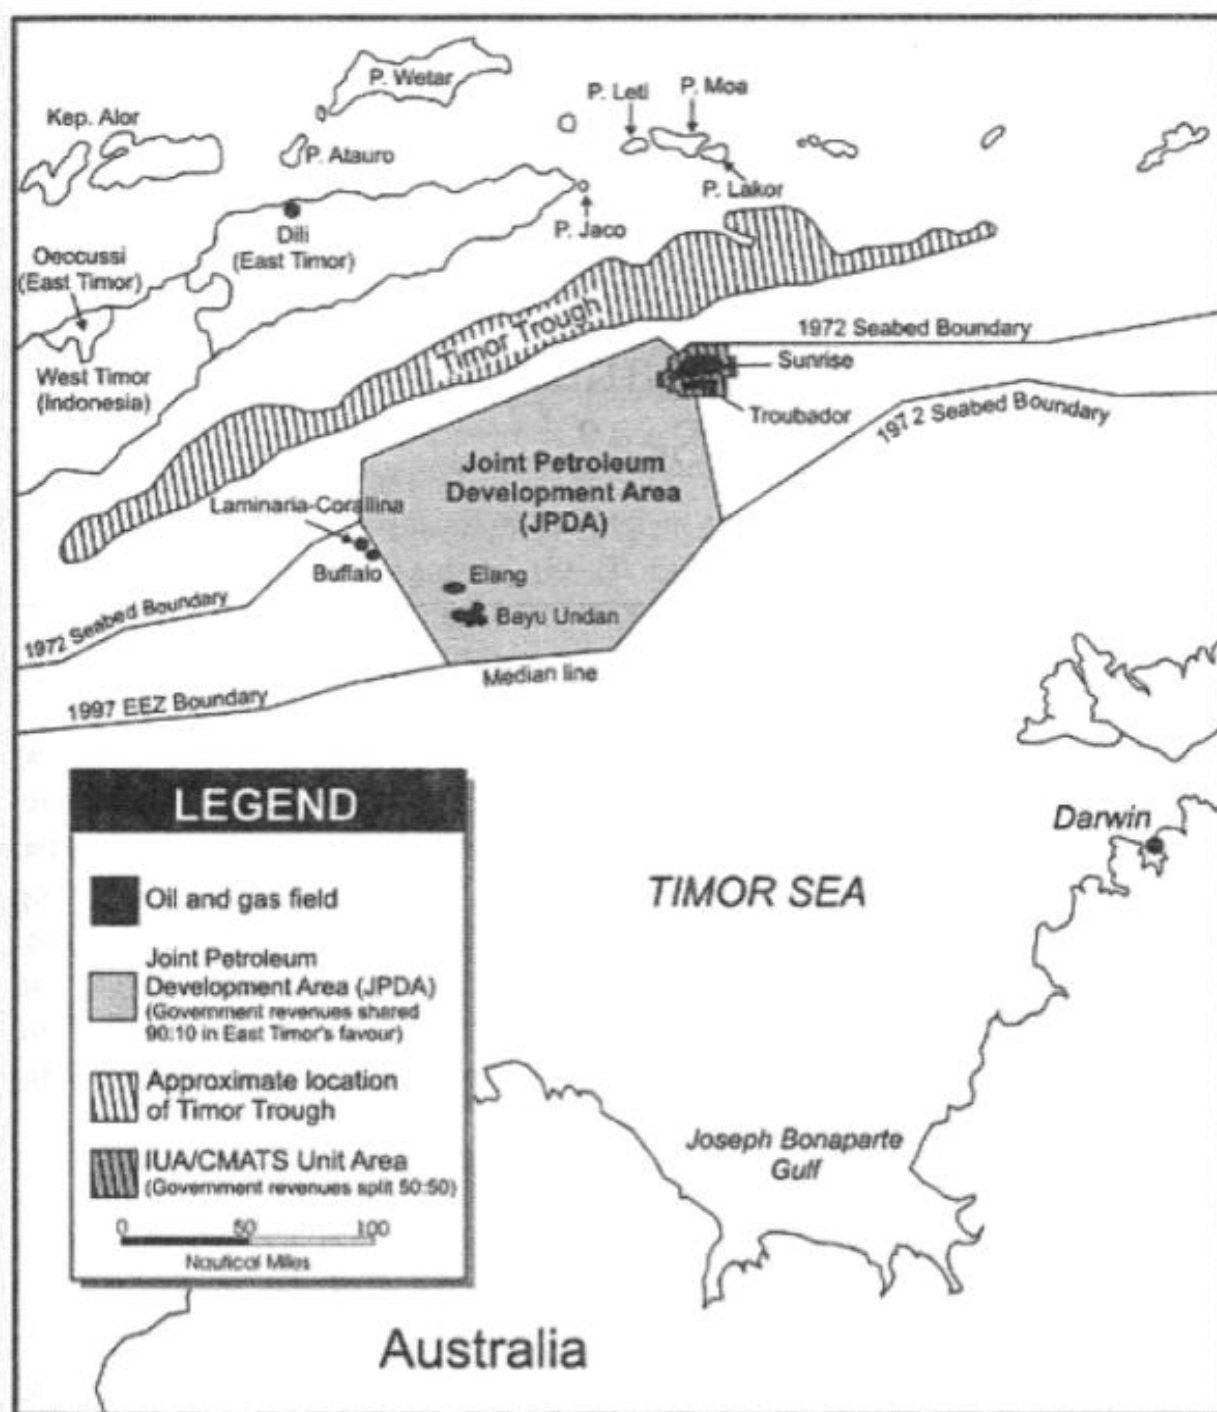 P. Wetar
Kep. Alor
P. Leti
P. Moa
P. Atauro
P. Lakor
P. Jaco
Dili
(East Timor)
Oeccussi
(East Timor)
West Timor
(Indonesia)
Timor Trough
1972 Seabed Boundary
Sunrise
Troubador
1972 Seabed Boundary
Joint Petroleum
Development Area
(JPDA)
Laminaria-Corallina
Buffalo
Elang
Bayu Undan
1972 Seabed Boundary
Median line
1997 EEZ Boundary
LEGEND
Oil and gas field
Joint Petroleum
Development Area (JPDA)
(Government revenues shared
90:10 in East Timor's favour)
Approximate location
of Timor Trough
IUA/CMATS Unit Area
(Government revenues split 50:50)
0 50 100
Nautical Miles
Darwin
TIMOR SEA
Joseph Bonaparte
Gulf
Australia